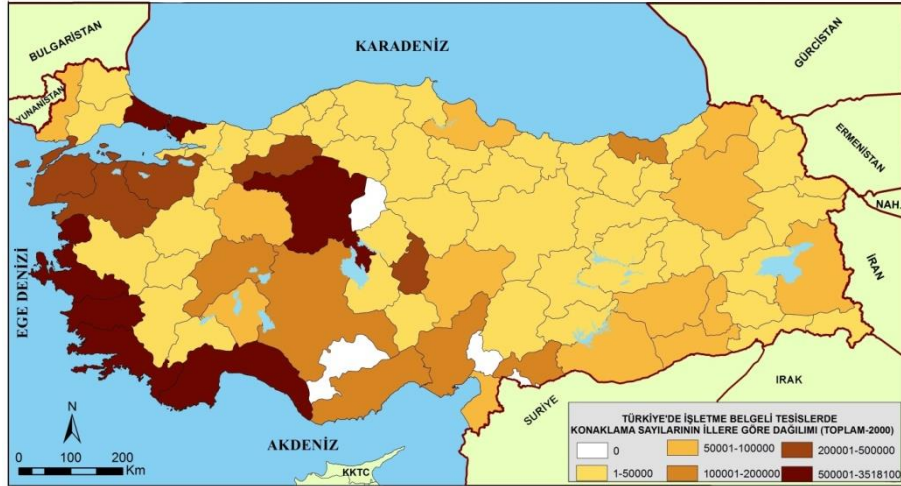 BULGARİSTAN
KARADENİZ
GÜRCİSTAN
YUNANİSTAN
ERMENİSTAN
NAH.
İRAN
EGE DENİZİ
N
0 50 100 200
Km
AKDENİZ
KKTC
SURİYE
IRAK
TÜRKİYE'DE İŞLETME BELGELİ TESİSLERDE
KONAKLAMA SAYILARININ İLLERE GÖRE DAĞILIMI (TOPLAM-2000)
0 50001-100000 200001-500000
1-50000 100001-200000 500001-3518100